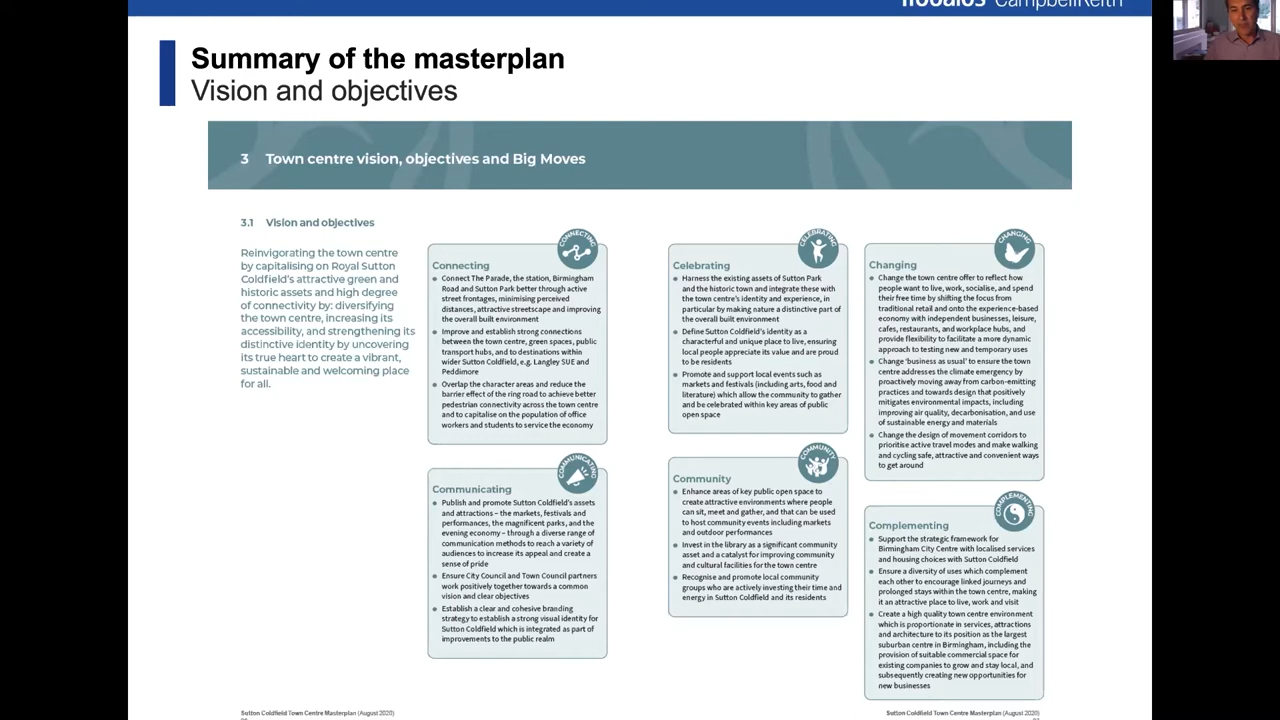 CampbellReith
Summary of the masterplan
Vision and objectives
3 Town centre vision, objectives and Big Moves
3.1 Vision and objectives
Reinvigorating the town centre
by capitalising on Royal Sutton
Coldfield's attractive green and
historic assets and high degree
of connectivity by: diversifying
the town centre, increasing its
accessibility, and strengthening its
distinctive identity by uncovering
its true heart to create a vibrant,
sustainable and welcoming place
for all.
CONNECTING
Connecting
Connect The Parade, the station, Birmingham
Road and Sutton Park better through active
street frontages, minimising perceived
distances, attractive streetscape and improving
the overall built environment
Improve and establish strong connections
between the town centre, green spaces, public
transport hubs, and to destinations within
wider Sutton Coldfield, e.g. Langley SUE and
Peddimore
Overlap the character areas and reduce the
barrier effect of the ring road to achieve better
pedestrian connectivity across the town centre
and to capitalise on the population of office
workers and students to service the economy
COMMUNICATING
Communicating
Publish and promote Sutton Coldfield's assets
and attractions – the markets, festivals and
performances, the magnificent parks, and the
evening economy – through a diverse range of
communication methods to reach a variety of
audiences to increase its appeal and create a
sense of pride
Ensure City Council and Town Council partners
work positively together towards a common
vision and clear objectives
Establish a clear and cohesive branding
strategy to establish a strong visual identity for
Sutton Coldfield which is integrated as part of
improvements to the public realm
CELEBRATING
Celebrating
Harness the existing assets of Sutton Park
and the historic town and integrate these with
the town centre's identity and experience, in
particular by making nature a distinctive part
of the overall built environment
Define Sutton Coldfield's identity as a
characterful and unique place to live, ensuring
local people appreciate its value and are proud
to be residents
Promote and support local events such as
markets and festivals (including arts, food and
literature) which allow the community to gather
and be celebrated within key areas of public
open space
COMMUNITY
Community
Enhance areas of key public open space to
create attractive environments where people
can sit, meet and gather, and that can be used
to host community events including markets
and outdoor performances
Invest in the library as a significant community
asset and a catalyst for improving community
and cultural facilities for the town centre
Recognise and promote local community
groups who are actively investing their time and
energy in Sutton Coldfield and its residents
CHANGING
Changing
Change the town centre offer to reflect how
people want to live, work, socialise, and spend
their free time by shifting the focus from
traditional retail and onto the experience-based
economy with independent businesses, leisure,
cafes, restaurants, and workplace hubs, and
provide flexibility to facilitate a more dynamic
approach to testing new and temporary uses
Change 'business as usual' to ensure the town
centre addresses the climate emergency by
proactively moving away from carbon-emitting
practices and towards design that positively
mitigates environmental impacts, including
improving air quality, decarbonisation, and use
of sustainable energy and materials
Change the design of movement corridors to
prioritise active travel modes and make walking
and cycling safe, attractive and convenient ways
to get around
COMPLEMENTING
Complementing
Support the strategic framework for
Birmingham City Centre with localised services
and housing choices with Sutton Coldfield
Ensure a diversity of uses which complement
each other to encourage linked journeys and
prolonged stays within the town centre, making
it an attractive place to live, work and visit
Create a high quality town centre environment
which is proportionate in services, attractions
and architecture to its position as the largest
suburban centre in Birmingham, including the
provision of suitable commercial space for
existing companies to grow and stay local, and
subsequently creating new opportunities for
new businesses
Sutton Coldfield Town Centre Masterplan (August 2020)
Sutton Coldfield Town Centre Masterplan (August 2020)